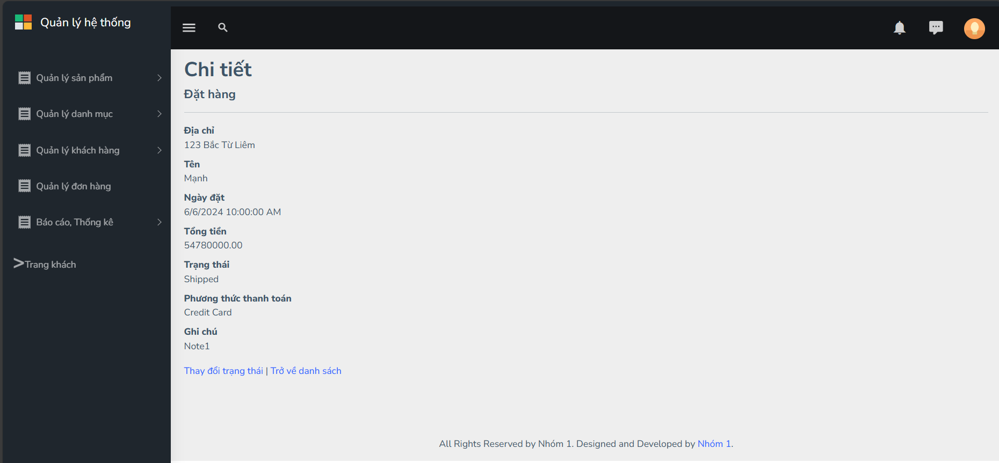 Quản lý hệ thống
Quản lý sản phẩm
Quản lý danh mục
Quản lý khách hàng
Quản lý đơn hàng
Báo cáo, Thống kê
>Trang khách
Chi tiết
Đặt hàng
Địa chỉ
123 Bắc Từ Liêm
Tên
Mạnh
Ngày đặt
6/6/2024 10:00:00 AM
Tổng tiền
54780000.00
Trạng thái
Shipped
Phương thức thanh toán
Credit Card
Ghi chú
Note1
Thay đổi trạng thái | Trở về danh sách
All Rights Reserved by Nhóm 1. Designed and Developed by Nhóm 1.